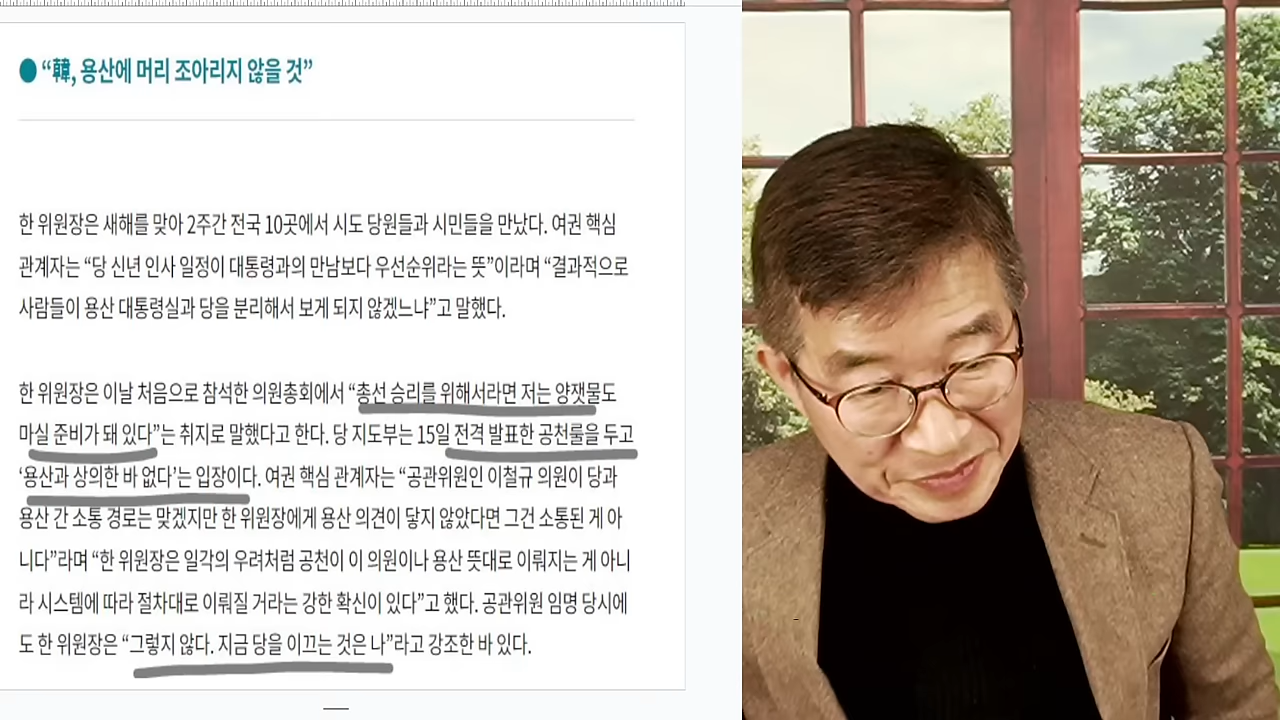 ● “韓, 용산에 머리 조아리지 않을 것”
한 위원장은 새해를 맞아 2주간 전국 10곳에서 시도 당원들과 시민들을 만났다. 여권 핵심
관계자는 “당 신년 인사 일정이 대통령과의 만남보다 우선순위라는 뜻”이라며 “결과적으로
사람들이 용산 대통령실과 당을 분리해서 보게 되지 않겠느냐”고 말했다.
한 위원장은 이날 처음으로 참석한 의원총회에서 “총선 승리를 위해서라면 저는 양잿물도
마실 준비가 돼 있다”는 취지로 말했다고 한다. 당 지도부는 15일 전격 발표한 공천룰을 두고
‘용산과 상의한 바 없다’는 입장이다. 여권 핵심 관계자는 “공관위원인 이철규 의원이 당과
용산 간 소통 경로는 맞겠지만 한 위원장에게 용산 의견이 닿지 않았다면 그건 소통된 게 아
니다”라며 “한 위원장은 일각의 우려처럼 공천이 이 의원이나 용산 뜻대로 이뤄지는 게 아니
라 시스템에 따라 절차대로 이뤄질 거라는 강한 확신이 있다”고 했다. 공관위원 임명 당시에
도 한 위원장은 “그렇지 않다. 지금 당을 이끄는 것은 나”라고 강조한 바 있다.